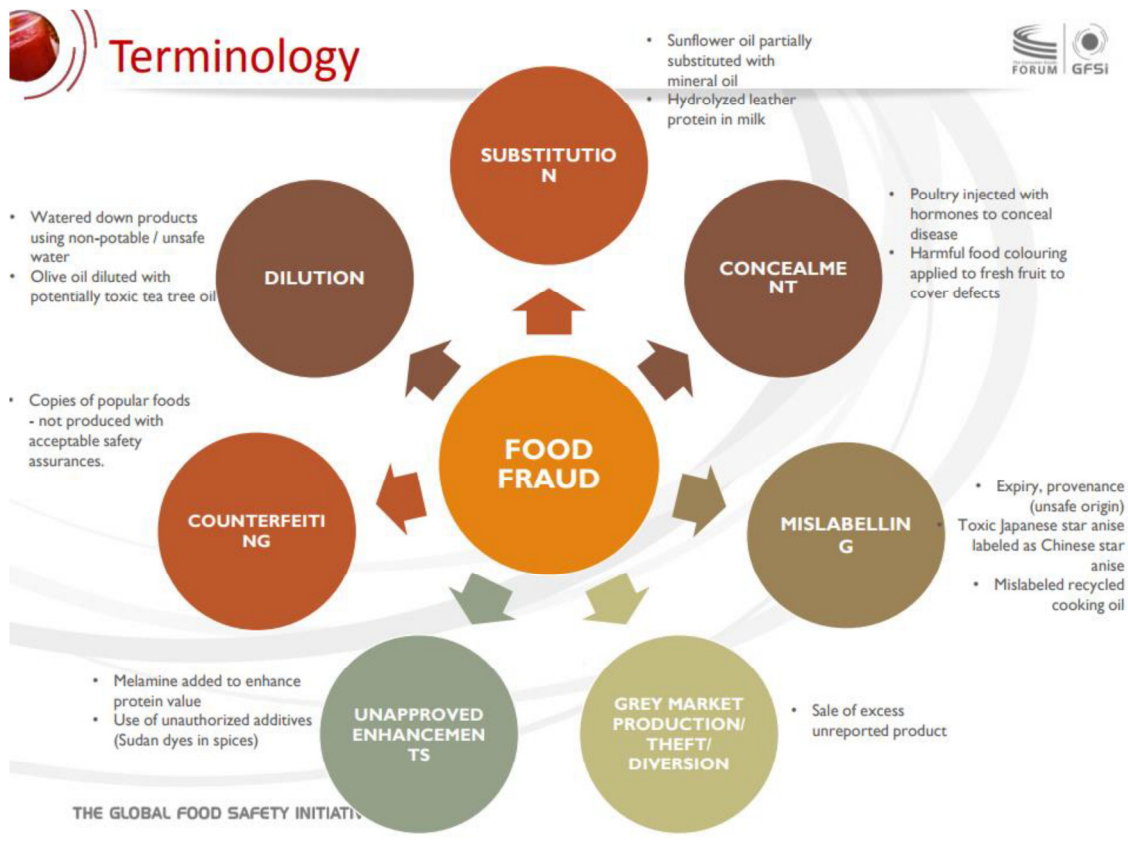 Terminology
FORUM
GFSi
• Sunflower oil partially
substituted with
mineral oil
• Hydrolyzed leather
protein in milk
SUBSTITUTIO
N
• Poultry injected with
hormones to conceal
disease
• Harmful food colouring
applied to fresh fruit to
cover defects
CONCEALME
NT
• Watered down products
using non-potable / unsafe
water
• Olive oil diluted with
potentially toxic tea tree oil
DILUTION
• Copies of popular foods
- not produced with
acceptable safety
assurances.
COUNTERFEITI
NG
FOOD
FRAUD
MISLABELLIN
G
• Expiry, provenance
(unsafe origin)
• Toxic Japanese star anise
labeled as Chinese star
anise
• Mislabeled recycled
cooking oil
• Melamine added to enhance
protein value
• Use of unauthorized additives
(Sudan dyes in spices)
UNAPPROVED
ENHANCEMEN
TS
GREY MARKET
PRODUCTION/
THEFT/
DIVERSION
• Sale of excess
unreported product
THE GLOBAL FOOD SAFETY INITIATIV